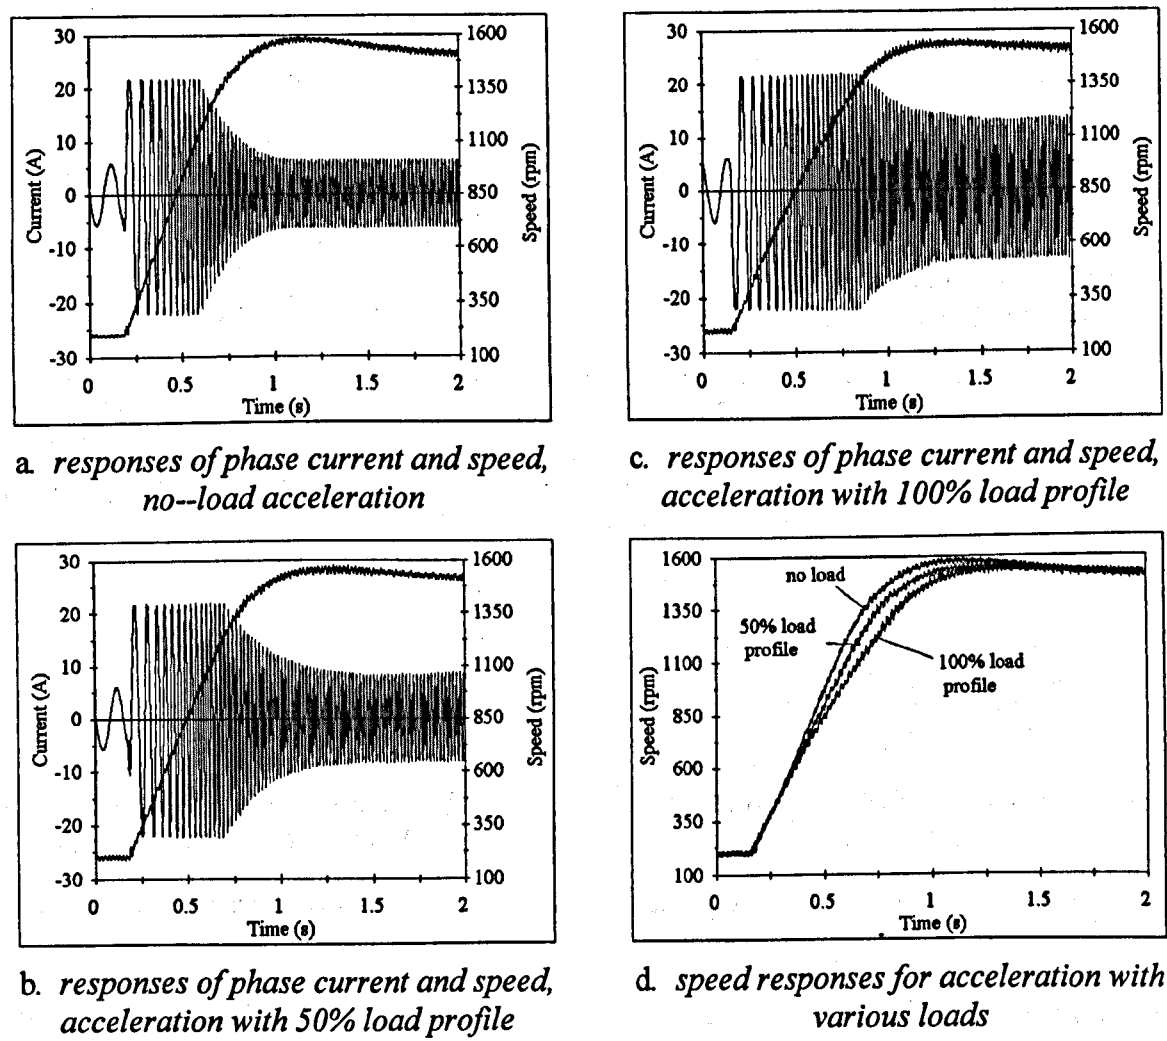 30
20
10
0
-10
-20
-30
Current (A)
1600
1350
1100
850
600
350
100
Speed (rpm)
0
0.5
1
1.5
2
Time (s)
a. responses of phase current and speed,
no--load acceleration
30
20
10
0
-10
-20
-30
Current (A)
1600
1350
1100
850
600
350
100
Speed (rpm)
0
0.5
1
1.5
2
Time (s)
c. responses of phase current and speed,
acceleration with 100% load profile
30
20
10
0
-10
-20
-30
Current (A)
1600
1350
1100
850
600
350
100
Speed (rpm)
0
0.5
1
1.5
2
Time (s)
b. responses of phase current and speed,
acceleration with 50% load profile
1600
1350
1100
850
600
350
100
Speed (rpm)
no load
50% load
profile
100% load
profile
0
0.5
1
1.5
2
Time (s)
d. speed responses for acceleration with
various loads